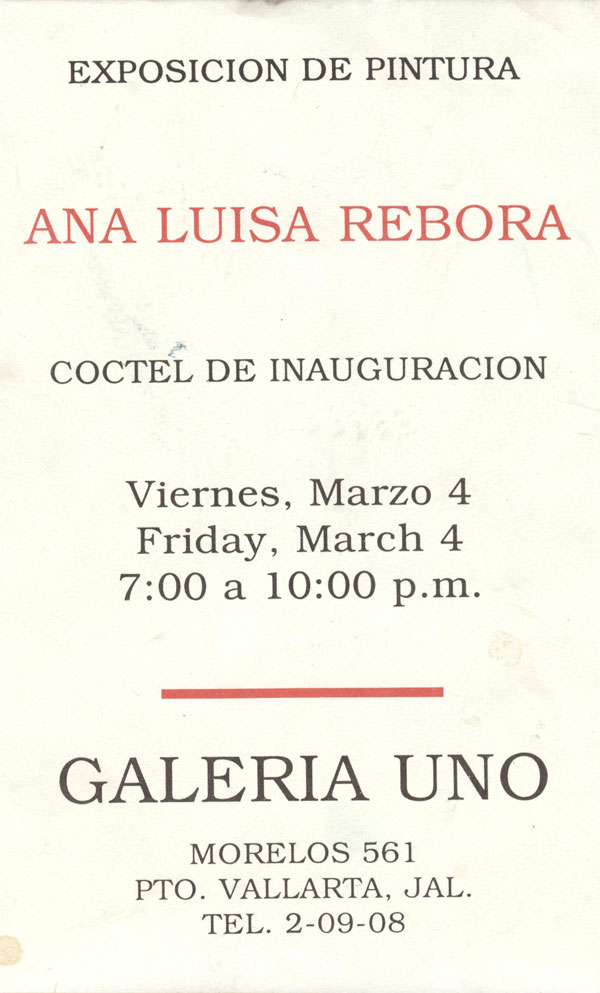 EXPOSICION DE PINTURA
ANA LUISA REBORA
COCTEL DE INAUGURACION
Viernes, Marzo 4
Friday, March 4
7:00 a 10:00 p.m.
GALERIA UNO
MORELOS 561
PTO. VALLARTA, JAL.
TEL. 2-09-08